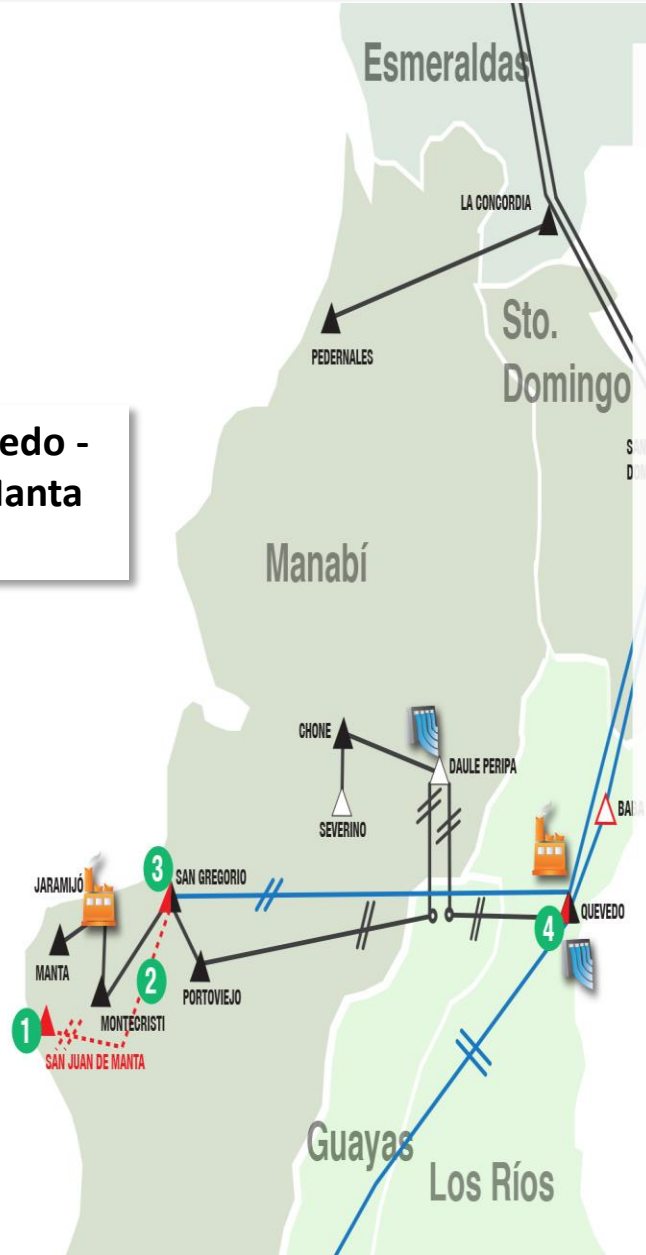 Esmeraldas
LA CONCORDIA
PEDERNALES
Sto.
Domingo
edo -
anta
Manabí
CHONE
DAULE PERIPA
SEVERINO
3
SAN GREGORIO
JARAMIJÓ
QUEVEDO
4
MANTA
2
PORTOVIEJO
MONTECRISTI
1
SAN JUAN DE MANTA
Guayas
Los Ríos